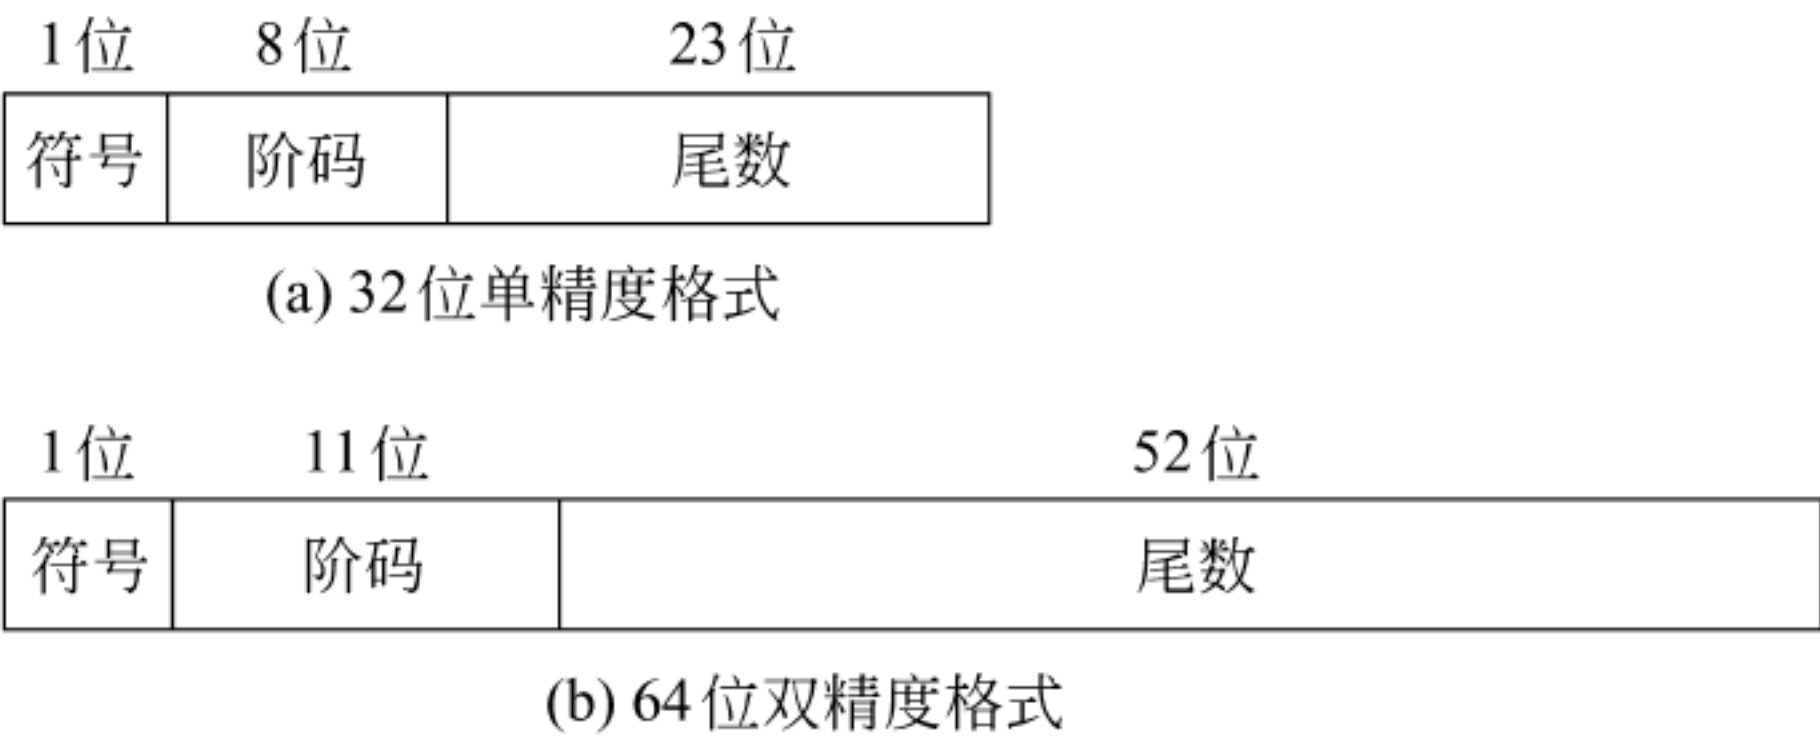 1位 8位 23位
符号 阶码 尾数
(a) 32位单精度格式
1位 11位 52位
符号 阶码 尾数
(b) 64位双精度格式